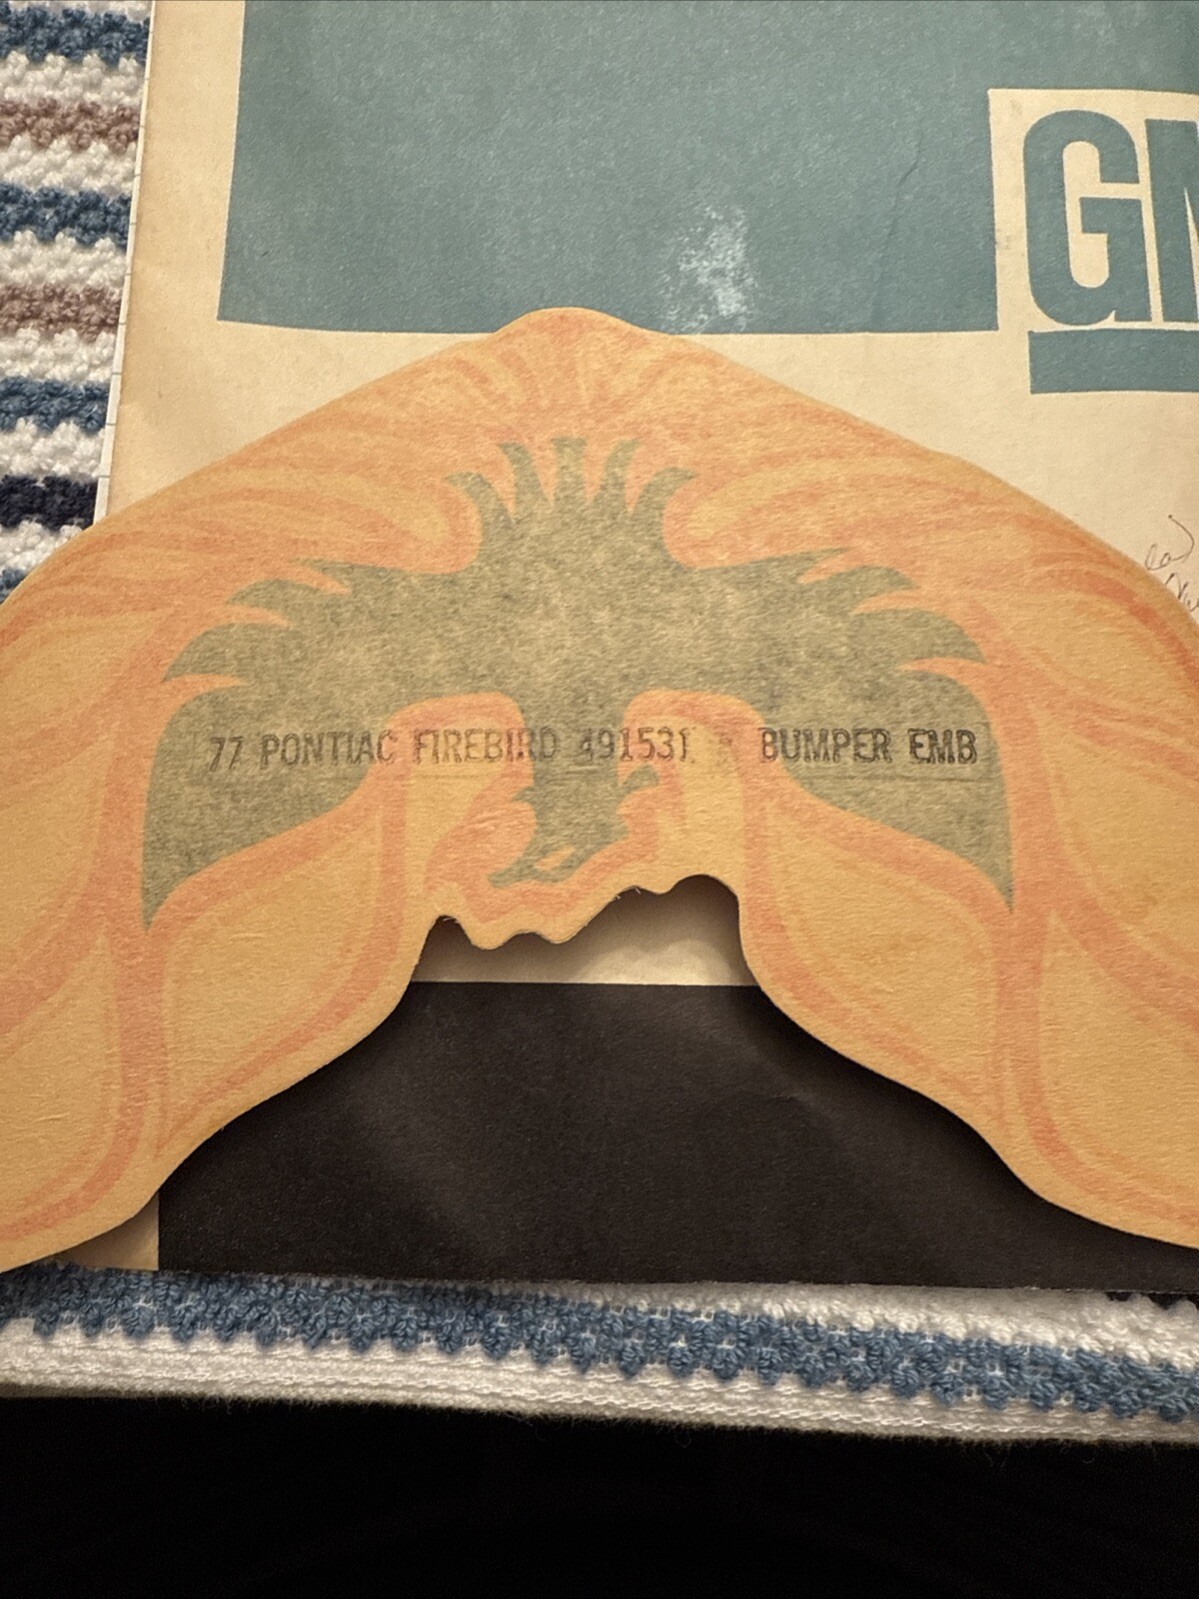 GM
77 PONTIAC FIREBIRD 491531 BUMPER EMB